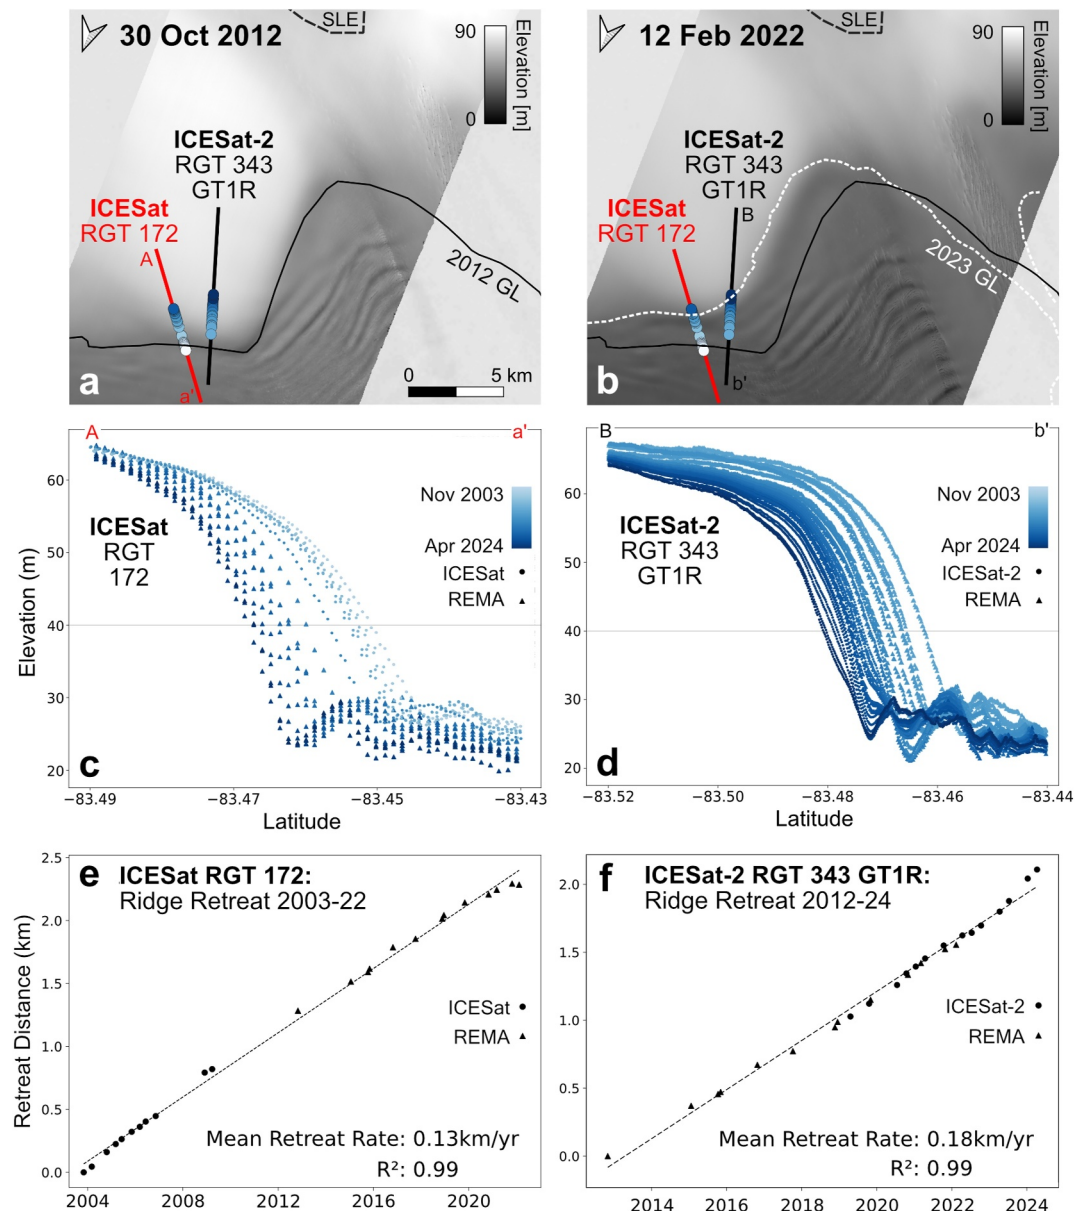 30 Oct 2012
SLE
90
0
Elevation [m]
ICESat-2
RGT 343
GT1R
ICESat
RGT 172
A
a'
2012 GL
0 5 km
a
12 Feb 2022
SLE
90
0
Elevation [m]
ICESat-2
RGT 343
GT1R
B
ICESat
RGT 172
2023 GL
b'
b
A a'
Elevation (m)
60
50
40
30
20
ICESat
RGT
172
Nov 2003
Apr 2024
ICESat
REMA
c
−83.49 −83.47 −83.45 −83.43
Latitude
B b'
60
50
40
30
20
ICESat-2
RGT 343
GT1R
Nov 2003
Apr 2024
ICESat-2
REMA
d
−83.52 −83.50 −83.48 −83.46 −83.44
Latitude
e
ICESat RGT 172:
Ridge Retreat 2003-22
Retreat Distance (km)
2.5
2.0
1.5
1.0
0.5
0.0
ICESat
REMA
Mean Retreat Rate: 0.13km/yr
R²: 0.99
2004 2008 2012 2016 2020
f
ICESat-2 RGT 343 GT1R:
Ridge Retreat 2012-24
2.0
1.5
1.0
0.5
0.0
ICESat-2
REMA
Mean Retreat Rate: 0.18km/yr
R²: 0.99
2014 2016 2018 2020 2022 2024